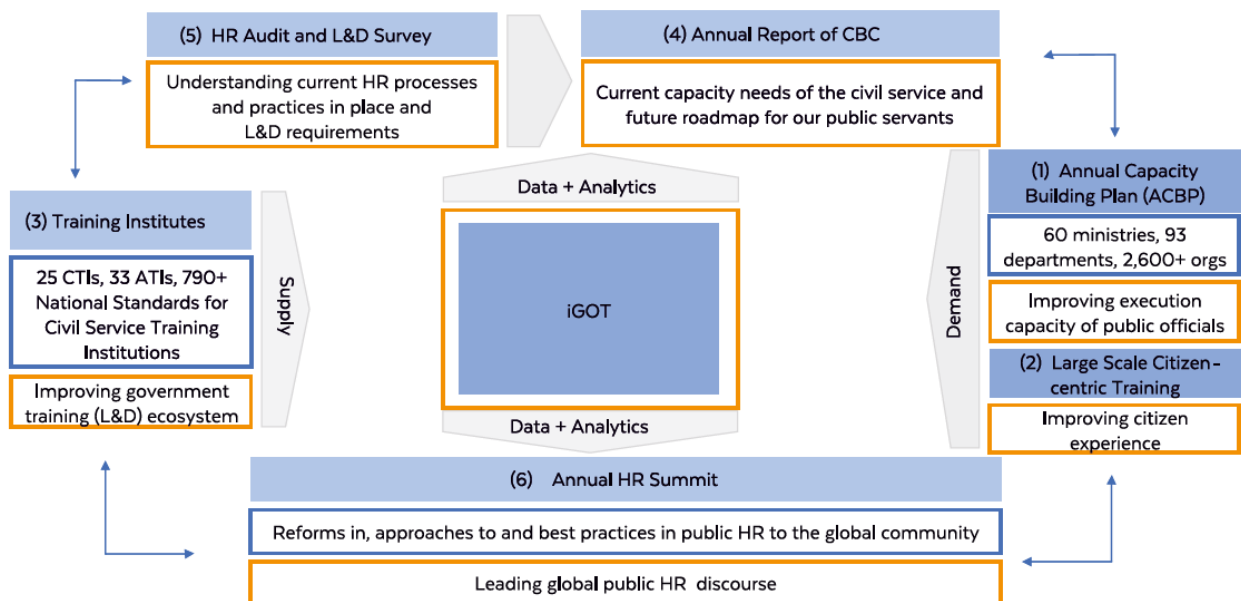 (5) HR Audit and L&D Survey
Understanding current HR processes
and practices in place and
L&D requirements
(4) Annual Report of CBC
Current capacity needs of the civil service and
future roadmap for our public servants
(3) Training Institutes
25 CTIs, 33 ATIs, 790+
National Standards for
Civil Service Training
Institutions
Improving government
training (L&D) ecosystem
Supply
Data + Analytics
iGOT
Data + Analytics
Demand
(1) Annual Capacity
Building Plan (ACBP)
60 ministries, 93
departments, 2,600+ orgs
Improving execution
capacity of public officials
(2) Large Scale Citizen-
centric Training
Improving citizen
experience
(6) Annual HR Summit
Reforms in, approaches to and best practices in public HR to the global community
Leading global public HR discourse